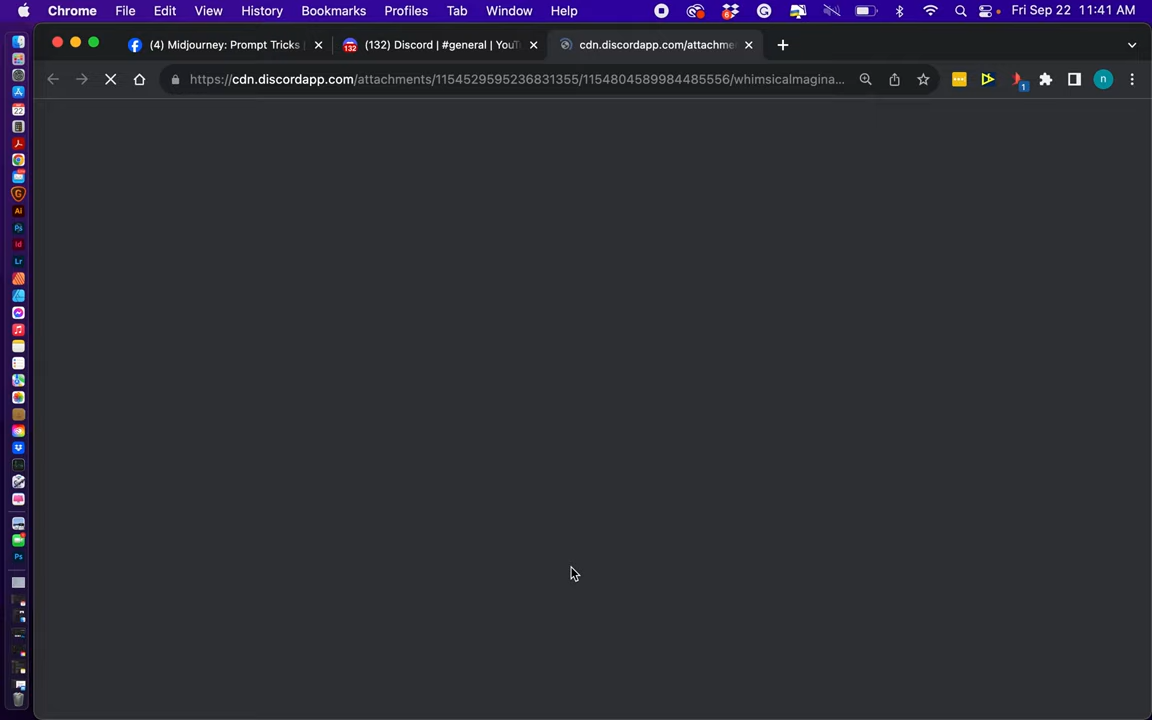 Chrome File Edit View History Bookmarks Profiles Tab Window Help Fri Sep 22 11:41 AM
(4) Midjourney: Prompt Tricks (132) Discord | #general | YouT cdn.discordapp.com/attachme
https://cdn.discordapp.com/attachments/1154529595236831355/1154804589984485556/whimsicalmagina...